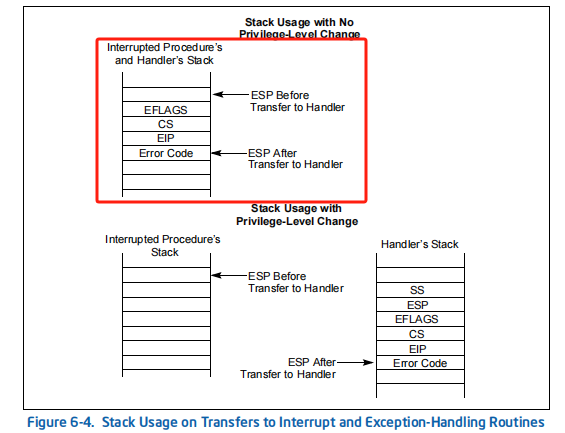 Stack Usage with No
Privilege-Level Change
Interrupted Procedure's
and Handler's Stack
ESP Before
Transfer to Handler
EFLAGS
CS
EIP
Error Code
ESP After
Transfer to Handler
Stack Usage with
Privilege-Level Change
Interrupted Procedure's
Stack
Handler's Stack
ESP Before
Transfer to Handler
SS
ESP
EFLAGS
CS
EIP
ESP After
Transfer to Handler
Error Code
Figure 6-4. Stack Usage on Transfers to Interrupt and Exception-Handling Routines